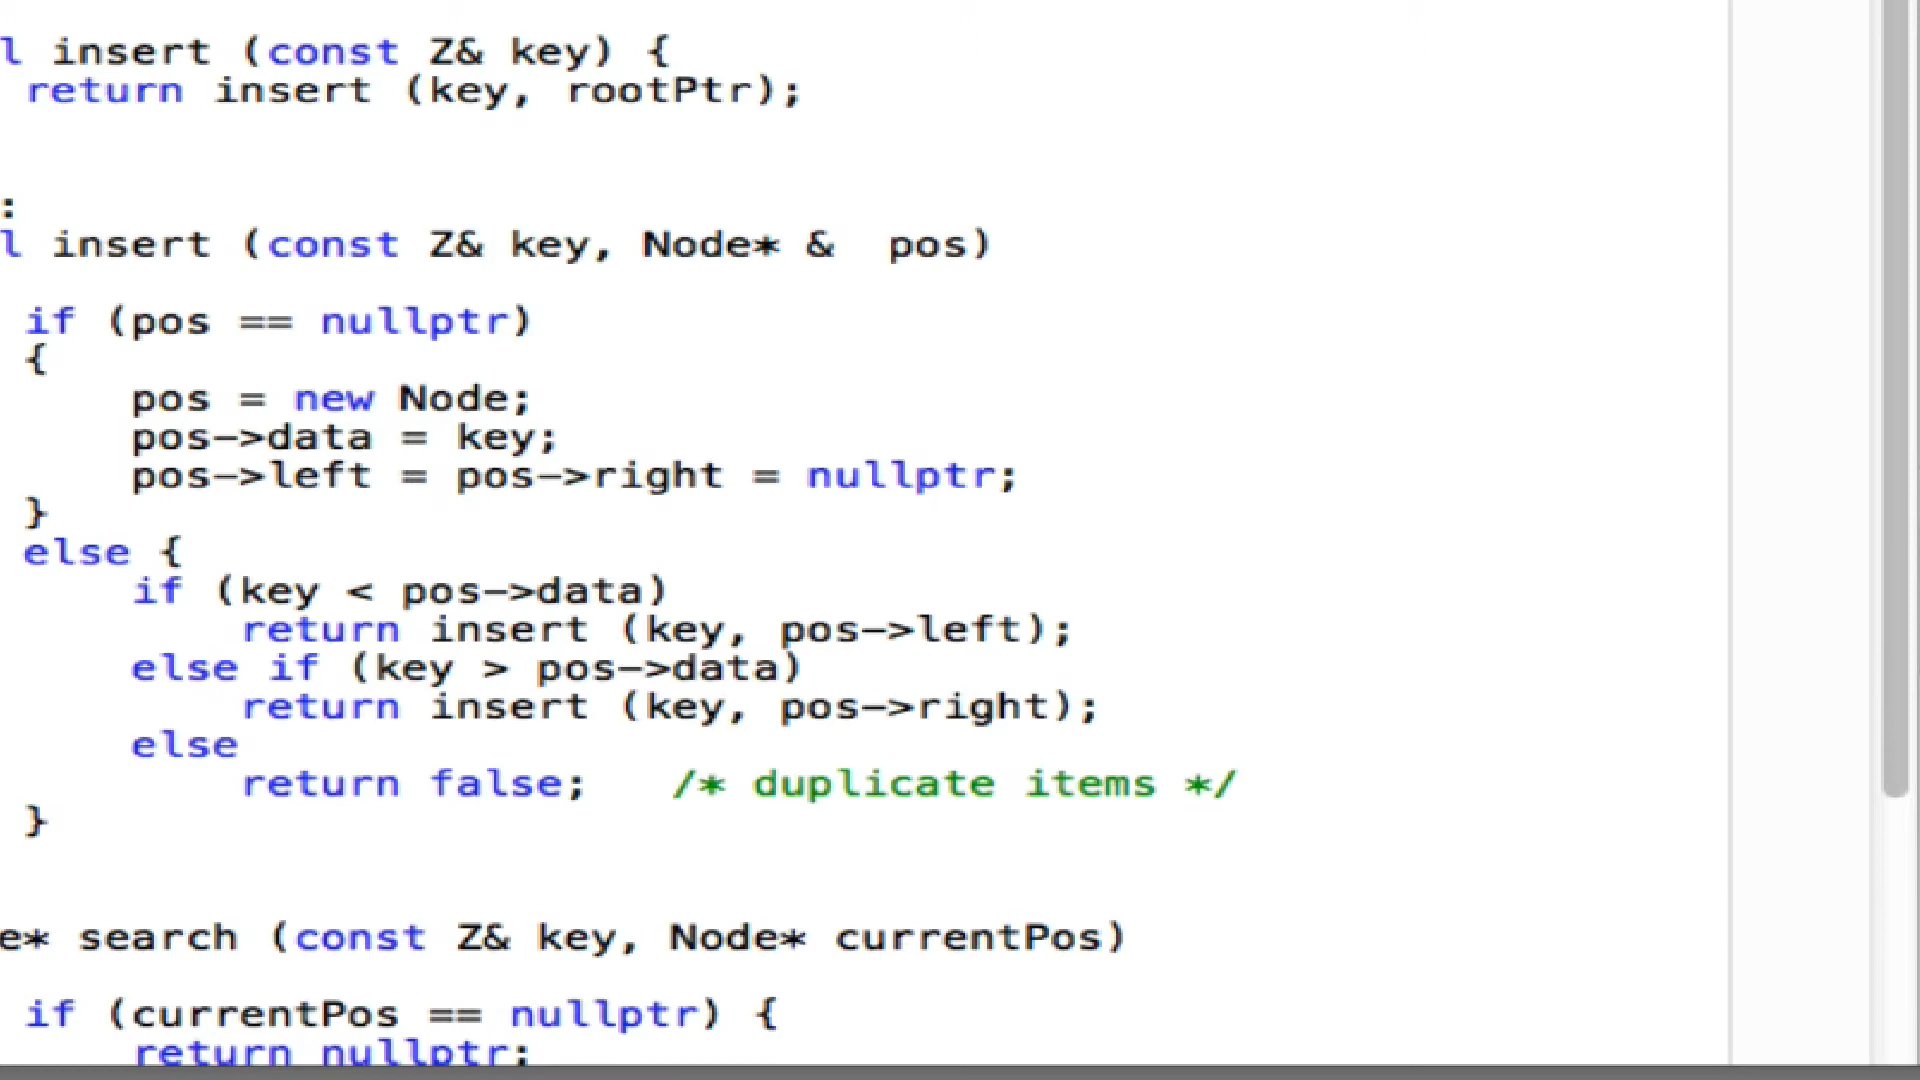 l insert (const Z& key) {
return insert (key, rootPtr);
:
l insert (const Z& key, Node* & pos)
if (pos == nullptr)
{
pos = new Node;
pos->data = key;
pos->left = pos->right = nullptr;
}
else {
if (key < pos->data)
return insert (key, pos->left);
else if (key > pos->data)
return insert (key, pos->right);
else
return false; /* duplicate items */
}
e* search (const Z& key, Node* currentPos)
if (currentPos == nullptr) {
return nullptr;